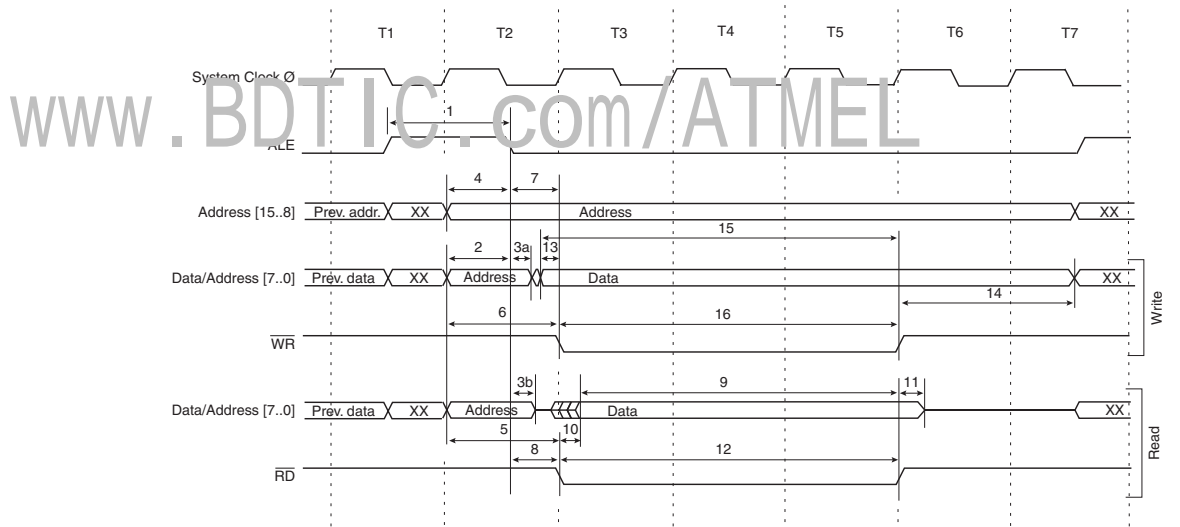 T1 T2 T3 T4 T5 T6 T7
System Clock Ø
www.BDTIC.com/ATMEL
1
ALE
4 7
Address [15..8] Prev. addr. XX Address XX
15
2 3a 13
Data/Address [7..0] Prev. data XX Address Data XX
14
6 16
WR
Write
3b 9 11
Data/Address [7..0] Prev. data XX Address Data XX
5 10
8 12
RD
Read